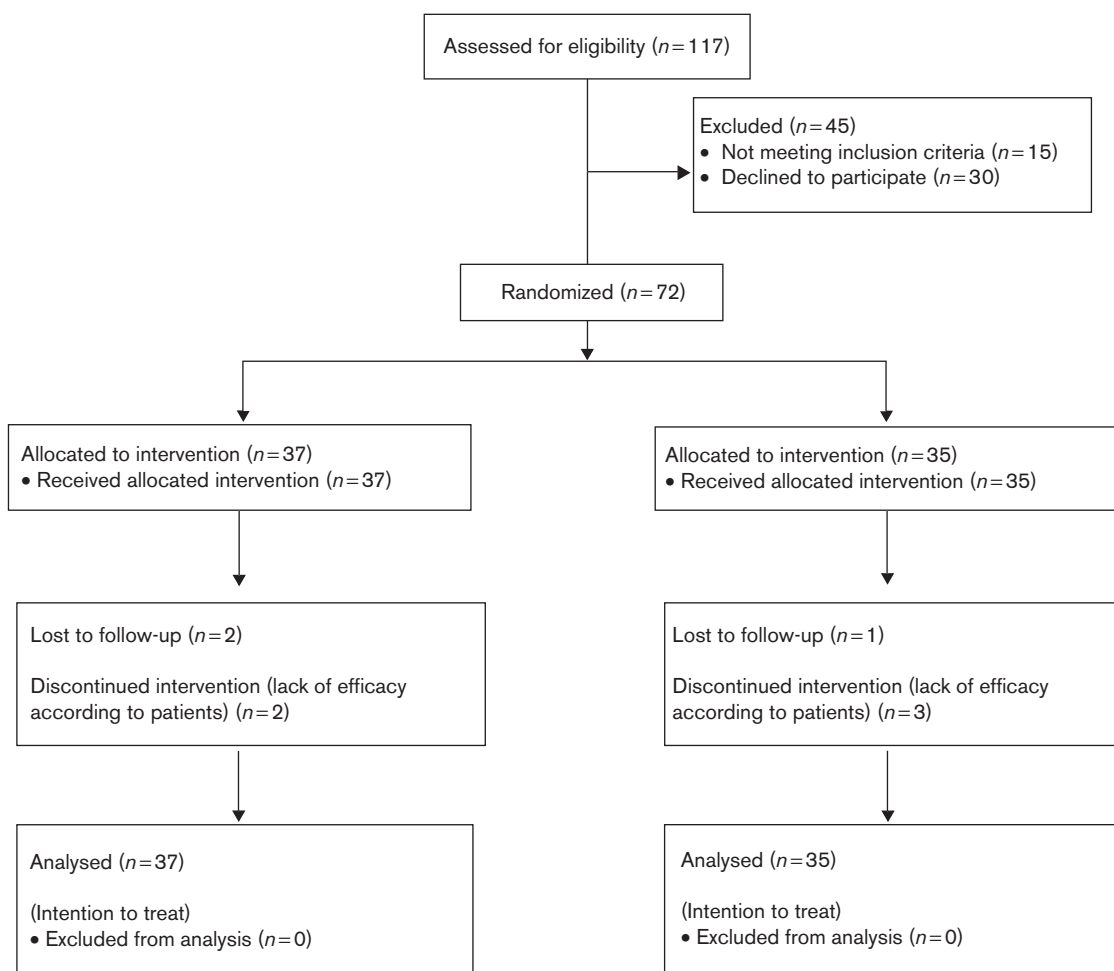 Assessed for eligibility (n=117)
Excluded (n=45)
• Not meeting inclusion criteria (n=15)
• Declined to participate (n=30)
Randomized (n=72)
Allocated to intervention (n=37)
• Received allocated intervention (n=37)
Allocated to intervention (n=35)
• Received allocated intervention (n=35)
Lost to follow-up (n=2)
Discontinued intervention (lack of efficacy
according to patients) (n=2)
Lost to follow-up (n=1)
Discontinued intervention (lack of efficacy
according to patients) (n=3)
Analysed (n=37)
(Intention to treat)
• Excluded from analysis (n=0)
Analysed (n=35)
(Intention to treat)
• Excluded from analysis (n=0)